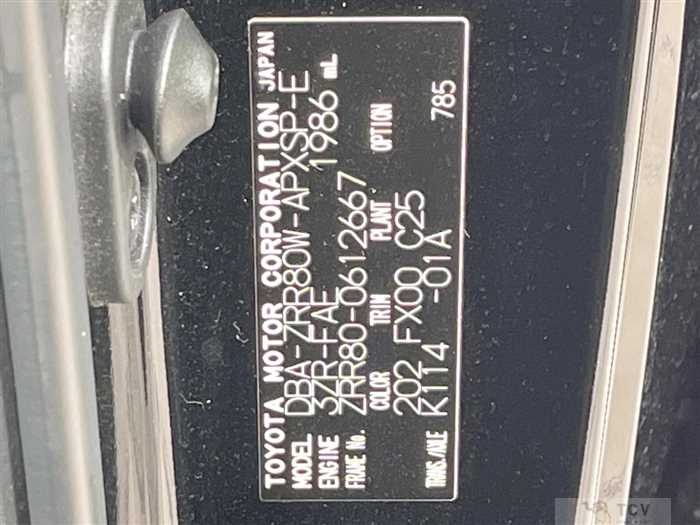 TOYOTA MOTOR CORPORATION JAPAN
MODEL DBA-ZRR80W-APXSP-E
ENGINE 3ZR-FAE 1986 mL
FRAME No. ZRR80-0612667
COLOR TRIM PLANT OPTION
202 FX00 C25 785
TRANS./AXLE K114 -01A
TCV